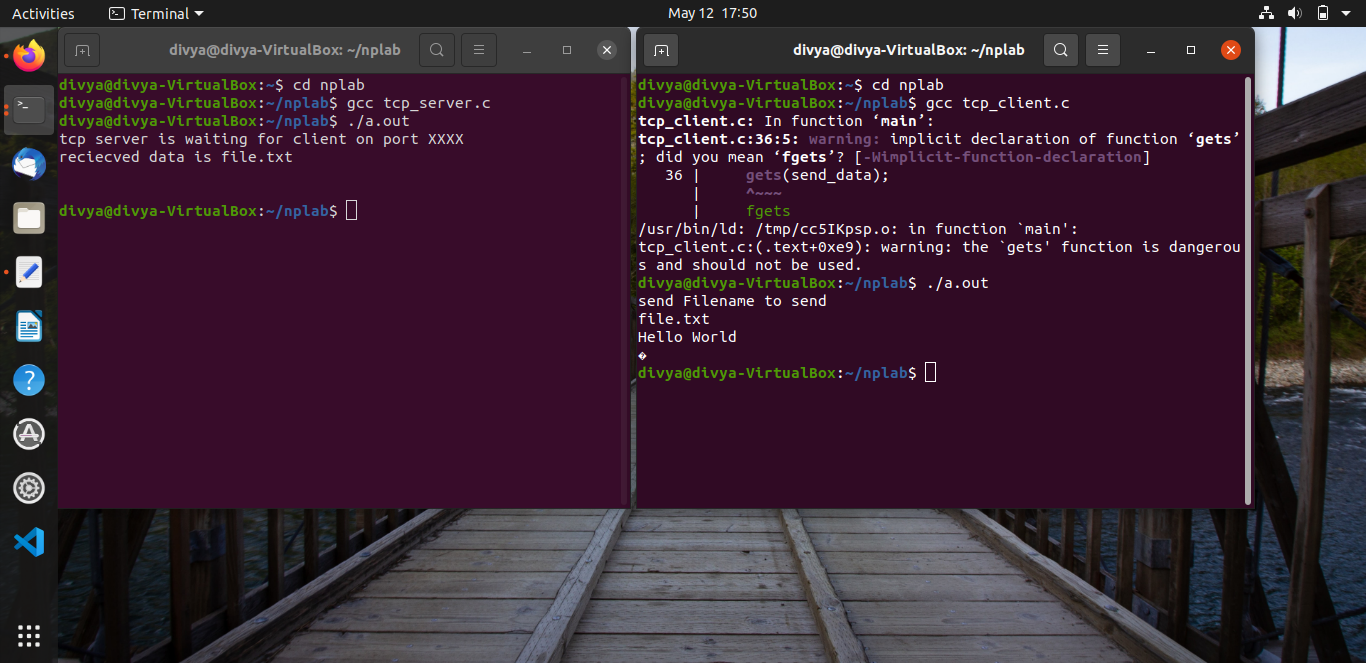 Activities
Terminal
May 12 17:50
divya@divya-VirtualBox: ~/nplab
divya@divya-VirtualBox:~$ cd nplab
divya@divya-VirtualBox:~/nplab$ gcc tcp_server.c
divya@divya-VirtualBox:~/nplab$ ./a.out
tcp server is waiting for client on port XXXX
reciecved data is file.txt
divya@divya-VirtualBox:~/nplab$
divya@divya-VirtualBox: ~/nplab
divya@divya-VirtualBox:~$ cd nplab
divya@divya-VirtualBox:~/nplab$ gcc tcp_client.c
tcp_client.c: In function ‘main’:
tcp_client.c:36:5: warning: implicit declaration of function ‘gets’
; did you mean ‘fgets’? [-Wimplicit-function-declaration]
   36 |     gets(send_data);
      |     ^~~~
      |     fgets
/usr/bin/ld: /tmp/cc5IKpsp.o: in function `main':
tcp_client.c:(.text+0xe9): warning: the `gets' function is dangerou
s and should not be used.
divya@divya-VirtualBox:~/nplab$ ./a.out
send Filename to send
file.txt
Hello World
�
divya@divya-VirtualBox:~/nplab$